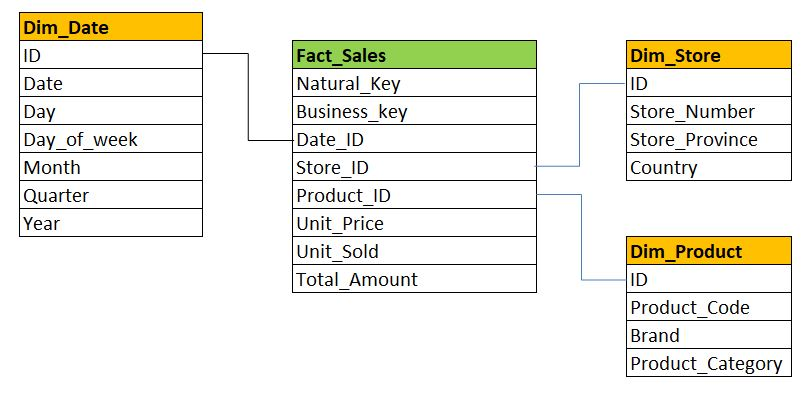 Dim_Date
ID
Date
Day
Day_of_week
Month
Quarter
Year
Fact_Sales
Natural_Key
Business_key
Date_ID
Store_ID
Product_ID
Unit_Price
Unit_Sold
Total_Amount
Dim_Store
ID
Store_Number
Store_Province
Country
Dim_Product
ID
Product_Code
Brand
Product_Category